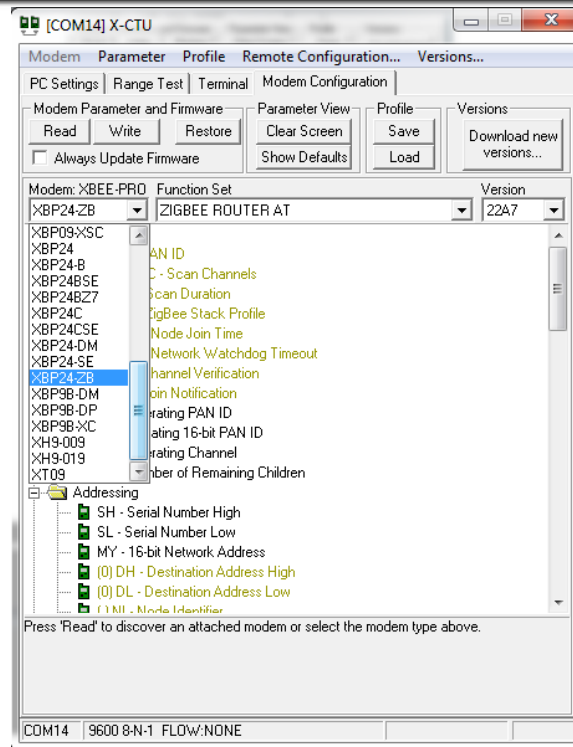 [COM14] X-CTU
Modem Parameter Profile Remote Configuration... Versions...
PC Settings Range Test Terminal Modem Configuration
Modem Parameter and Firmware Parameter View Profile Versions
Read Write Restore Clear Screen Save Download new versions...
Always Update Firmware Show Defaults Load
Modem: XBEE-PRO Function Set Version
XBP24-ZB ZIGBEE ROUTER AT 22A7
XBP09-XSC
XBP24 AN ID
XBP24-B - Scan Channels
XBP24BSE can Duration
XBP24BZ7 igBee Stack Profile
XBP24C Node Join Time
XBP24CSE Network Watchdog Timeout
XBP24-DM hannel Verification
XBP24-SE oin Notification
XBP24-ZB rating PAN ID
XBP9B-DM ating 16-bit PAN ID
XBP9B-DP rating Channel
XBP9B-XC mber of Remaining Children
XH9-009
XH9-019
XT09
Addressing
SH - Serial Number High
SL - Serial Number Low
MY - 16-bit Network Address
(0) DH - Destination Address High
(0) DL - Destination Address Low
( ) NI - Node Identifier
Press 'Read' to discover an attached modem or select the modem type above.
COM14 9600 8-N-1 FLOW:NONE